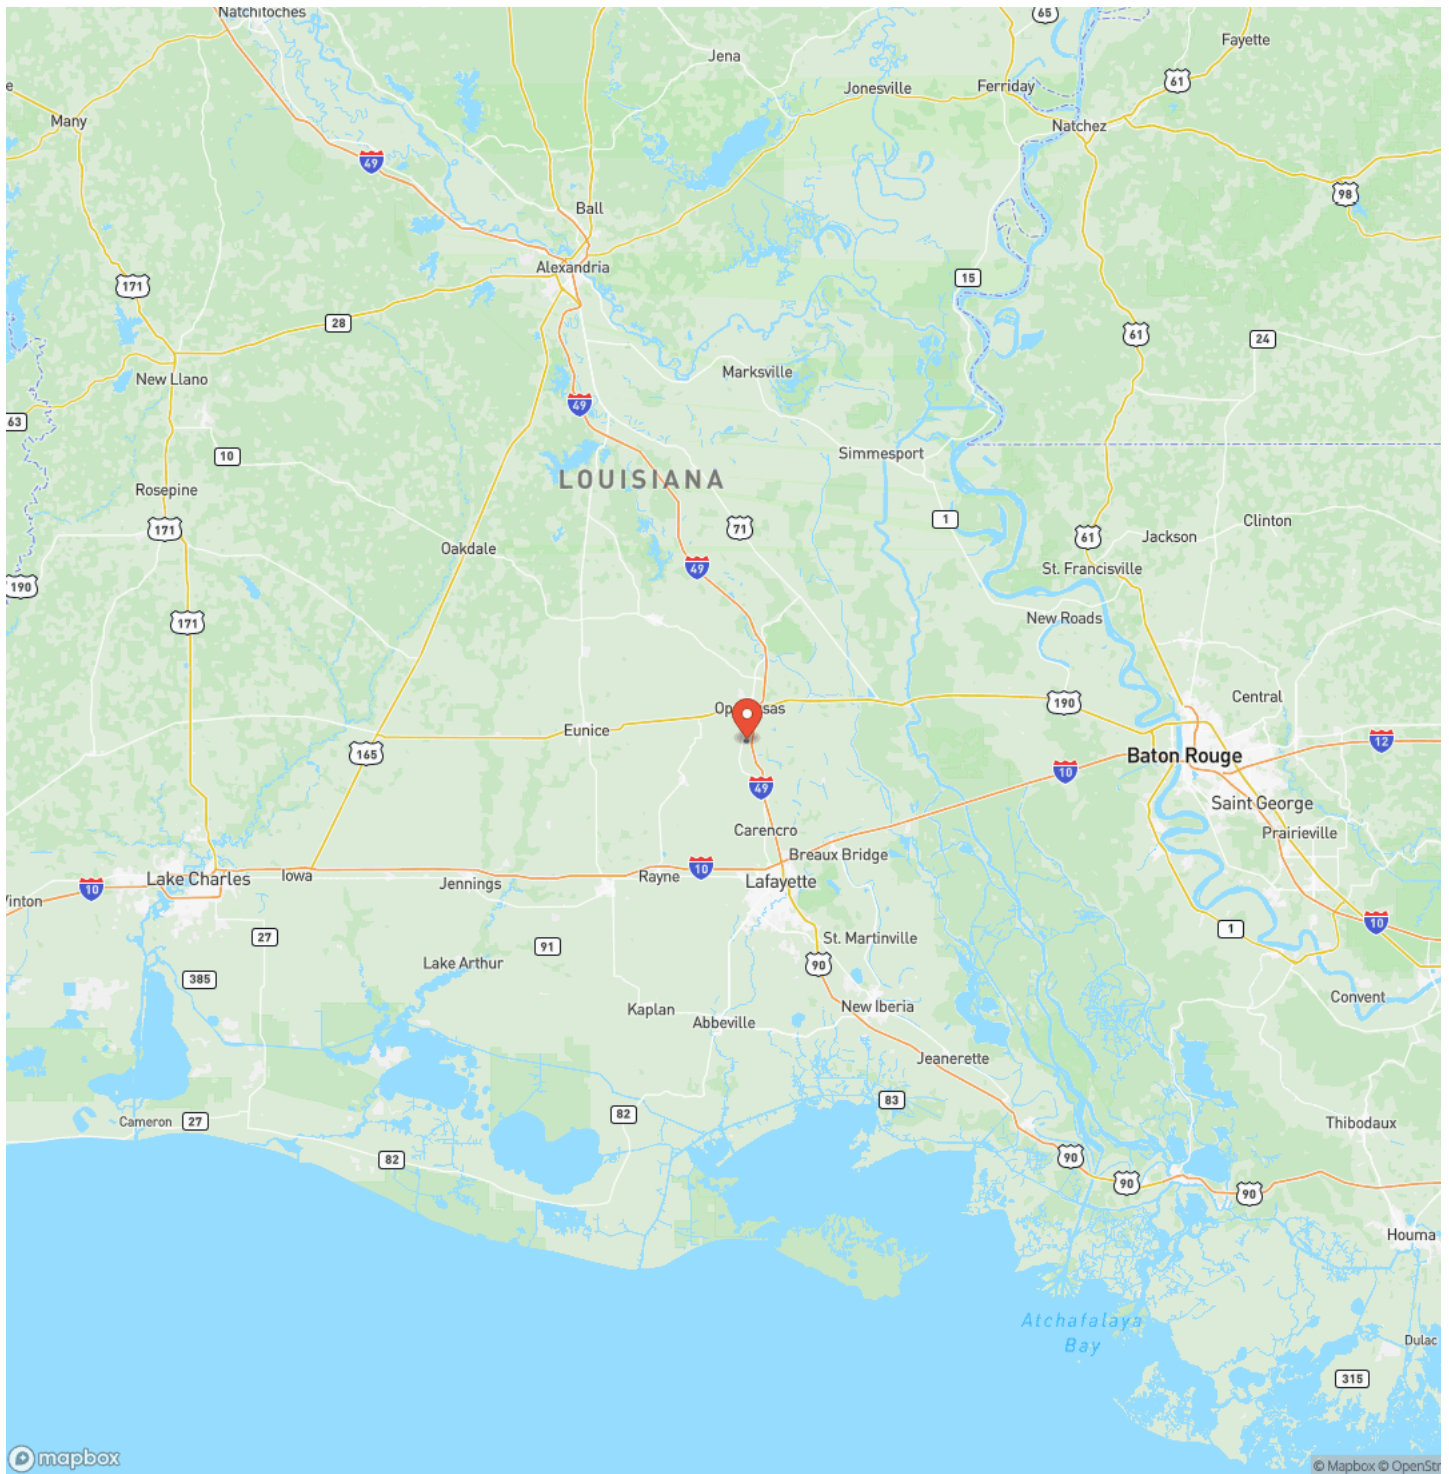 Natchitoches
65
Fayette
Jena
61
Jonesville
Ferriday
Many
Natchez
49
98
Ball
Alexandria
15
171
28
61
24
Marksville
New Llano
49
63
10
Simmesport
LOUISIANA
Rosepine
1
Clinton
171
71
61
Jackson
Oakdale
49
St. Francisville
190
171
New Roads
Central
190
Eunice
12
165
Baton Rouge
10
49
Saint George
Carencro
Prairieville
Breaux Bridge
10
Lake Charles
Iowa
Jennings
Rayne
Lafayette
10
10
1
27
St. Martinville
91
Lake Arthur
90
385
Convent
Kaplan
New Iberia
Abbeville
Jeanerette
83
82
Cameron
27
Thibodaux
82
90
90
90
Houma
Atchafalaya
Bay
Dulac
315
mapbox
© Mapbox © OpenStr